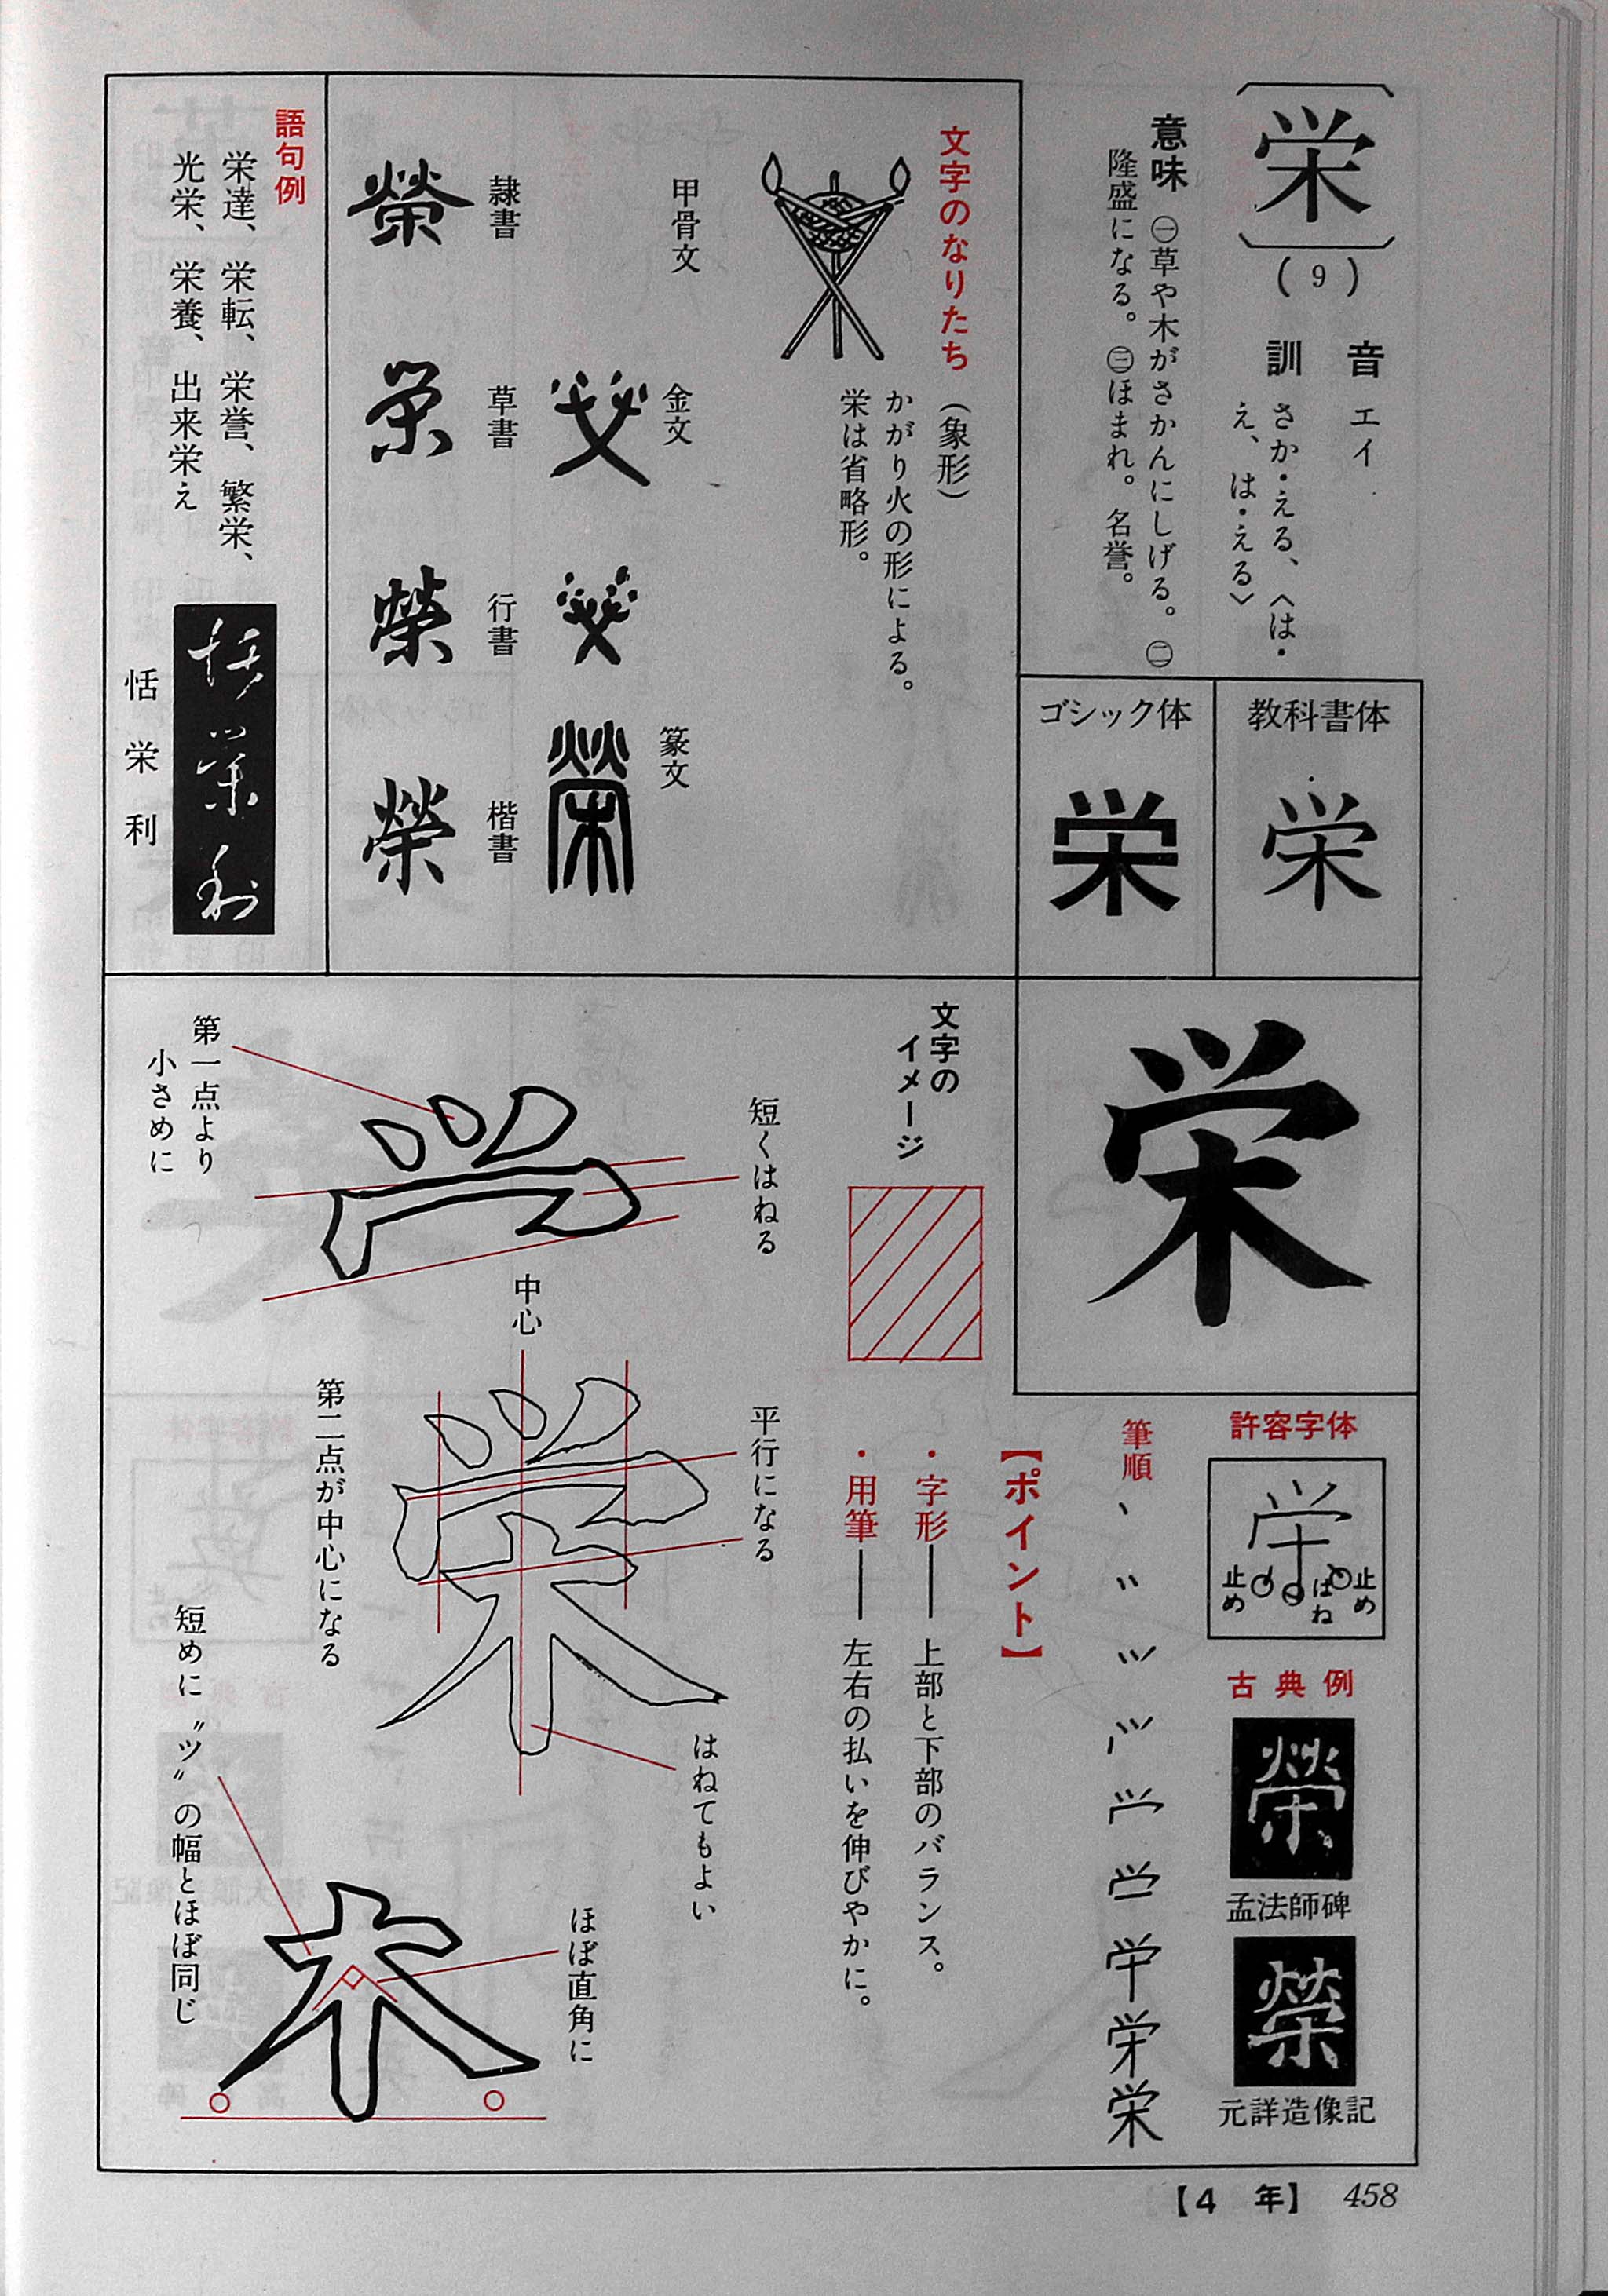 栄
(9)
音 エイ
訓 さか・える、〈は・
え、は・える〉
意味 ㊀草や木がさかんにしげる。㊁
隆盛になる。㊂ほまれ。名誉。
教科書体
栄
ゴシック体
栄
文字のなりたち (象形)
かがり火の形による。
栄は省略形。
甲骨文
金文
篆文
榮
隷書
榮
草書
栄
行書
榮
楷書
榮
語句例
栄達、栄転、栄誉、繁栄、
光栄、栄養、出来栄え
恬栄利
恬栄利
栄
許容字体
栄
止め
はね
止め
古典例
榮
孟法師碑
榮
元詳造像記
筆順
栄
【ポイント】
・字形——上部と下部のバランス。
・用筆——左右の払いを伸びやかに。
文字の
イメージ
短くはねる
第一点より
小さめに
中心
平行になる
第二点が中心になる
はねてもよい
ほぼ直角に
短めに〃ツ〃の幅とほぼ同じ
【4 年】 458